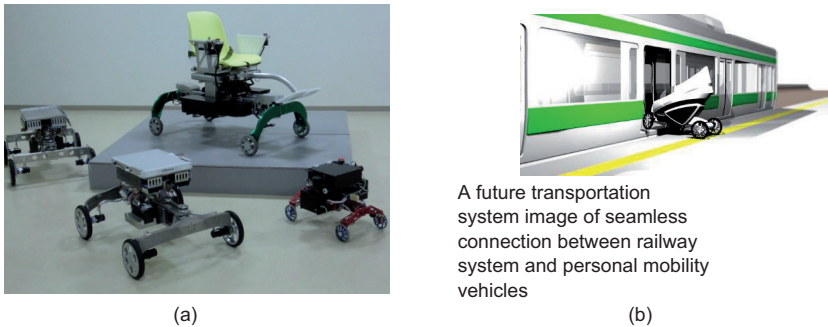 A future transportation
system image of seamless
connection between railway
system and personal mobility
vehicles
(a)
(b)